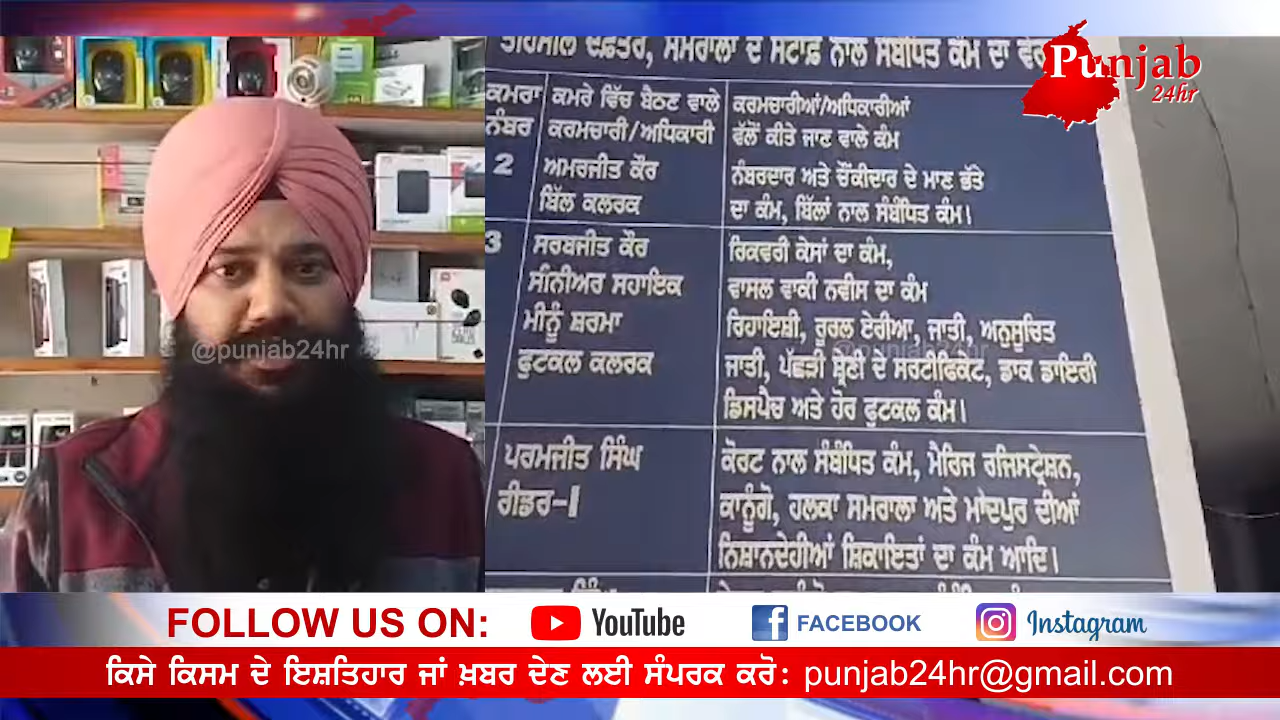 Punjab
24hr
ਤਹਿਸੀਲ ਦਫ਼ਤਰ, ਸਮਰਾਲਾ ਦੇ ਸਟਾਫ਼ ਨਾਲ ਸੰਬੰਧਿਤ ਕੰਮ ਦਾ
ਕਮਰਾ ਨੰਬਰ
ਕਮਰੇ ਵਿੱਚ ਬੈਠਣ ਵਾਲੇ
ਕਰਮਚਾਰੀ/ਅਧਿਕਾਰੀ
ਕਰਮਚਾਰੀਆਂ/ਅਧਿਕਾਰੀਆਂ
ਵੱਲੋਂ ਕੀਤੇ ਜਾਣ ਵਾਲੇ ਕੰਮ
2
ਅਮਰਜੀਤ ਕੌਰ
ਬਿੱਲ ਕਲਰਕ
ਨੰਬਰਦਾਰ ਅਤੇ ਚੌਂਕੀਦਾਰ ਦੇ ਮਾਣ ਭੱਤੇ
ਦਾ ਕੰਮ, ਬਿੱਲਾਂ ਨਾਲ ਸੰਬੰਧਿਤ ਕੰਮ।
3
ਸਰਬਜੀਤ ਕੌਰ
ਸੀਨੀਅਰ ਸਹਾਇਕ
ਮੀਨੂੰ ਸ਼ਰਮਾ
ਫੁਟਕਲ ਕਲਰਕ
ਰਿਕਵਰੀ ਕੇਸਾਂ ਦਾ ਕੰਮ,
ਵਾਸਲ ਵਾਕੀ ਨਵੀਸ ਦਾ ਕੰਮ
ਰਿਹਾਇਸ਼ੀ, ਰੂਰਲ ਏਰੀਆ, ਜਾਤੀ, ਅਨੁਸੂਚਿਤ
ਜਾਤੀ, ਪੱਛੜੀ ਸ਼੍ਰੇਣੀ ਦੇ ਸਰਟੀਫਿਕੇਟ, ਡਾਕ ਡਾਇਰੀ
ਡਿਸਪੈਚ ਅਤੇ ਹੋਰ ਫੁਟਕਲ ਕੰਮ।
ਪਰਮਜੀਤ ਸਿੰਘ
ਰੀਡਰ-I
ਕੋਰਟ ਨਾਲ ਸੰਬੰਧਿਤ ਕੰਮ, ਮੈਰਿਜ ਰਜਿਸਟ੍ਰੇਸ਼ਨ,
ਕਾਨੂੰਗੋ, ਹਲਕਾ ਸਮਰਾਲਾ ਅਤੇ ਮਾਦਪੁਰ ਦੀਆਂ
ਨਿਸ਼ਾਨਦੇਹੀਆਂ ਸ਼ਿਕਾਇਤਾਂ ਦਾ ਕੰਮ ਆਦਿ।
@punjab24hr
@punjab24hr
FOLLOW US ON: YouTube FACEBOOK Instagram
ਕਿਸੇ ਕਿਸਮ ਦੇ ਇਸ਼ਤਿਹਾਰ ਜਾਂ ਖ਼ਬਰ ਦੇਣ ਲਈ ਸੰਪਰਕ ਕਰੋ: punjab24hr@gmail.com